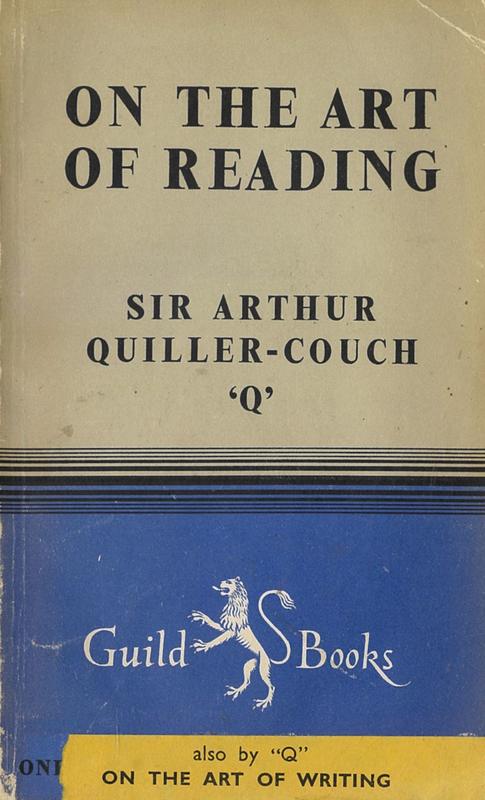 ON THE ART
OF READING
SIR ARTHUR
QUILLER-COUCH
‘Q’
Guild Books
also by “Q”
ON THE ART OF WRITING